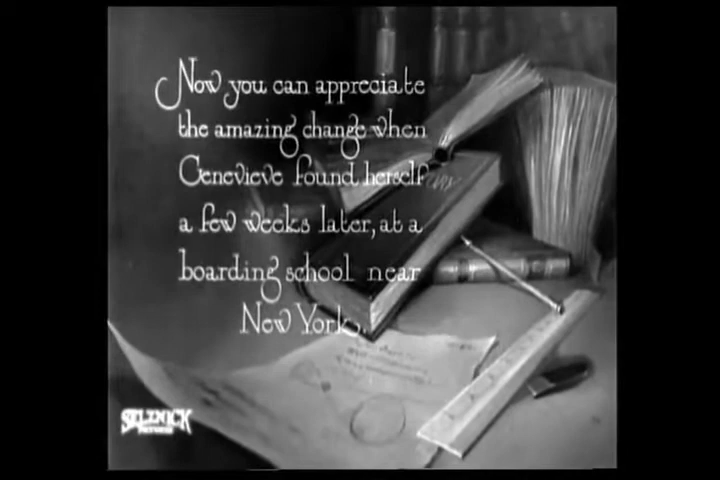 Now you can appreciate
the amazing change when
Genevieve found herself
a few weeks later, at a
boarding school near
New York.
SELZNICK
PICTURES